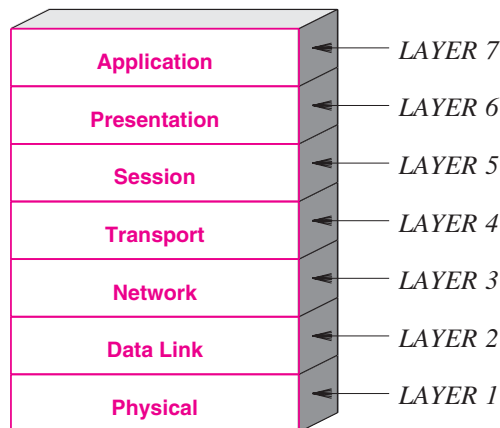 Application LAYER 7
Presentation LAYER 6
Session LAYER 5
Transport LAYER 4
Network LAYER 3
Data Link LAYER 2
Physical LAYER 1